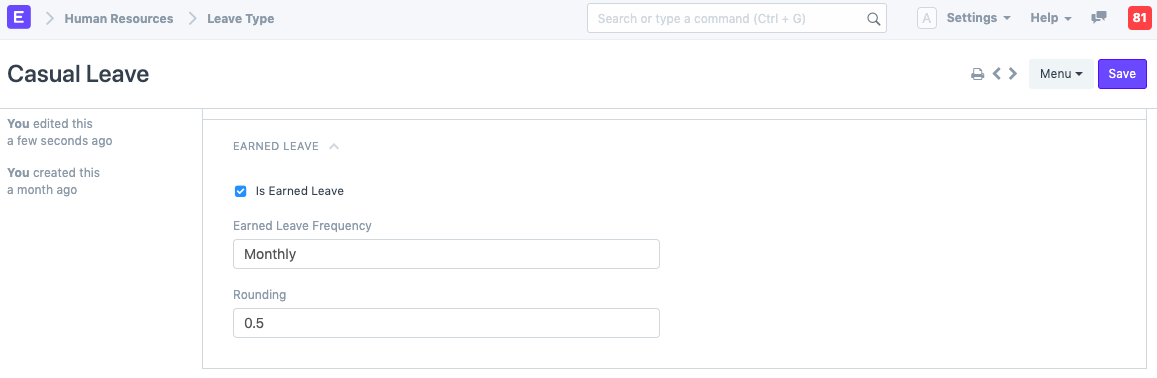 E Human Resources Leave Type Search or type a command (Ctrl + G) A Settings Help 81
Casual Leave Menu Save
You edited this
a few seconds ago
You created this
a month ago
EARNED LEAVE
Is Earned Leave
Earned Leave Frequency
Monthly
Rounding
0.5